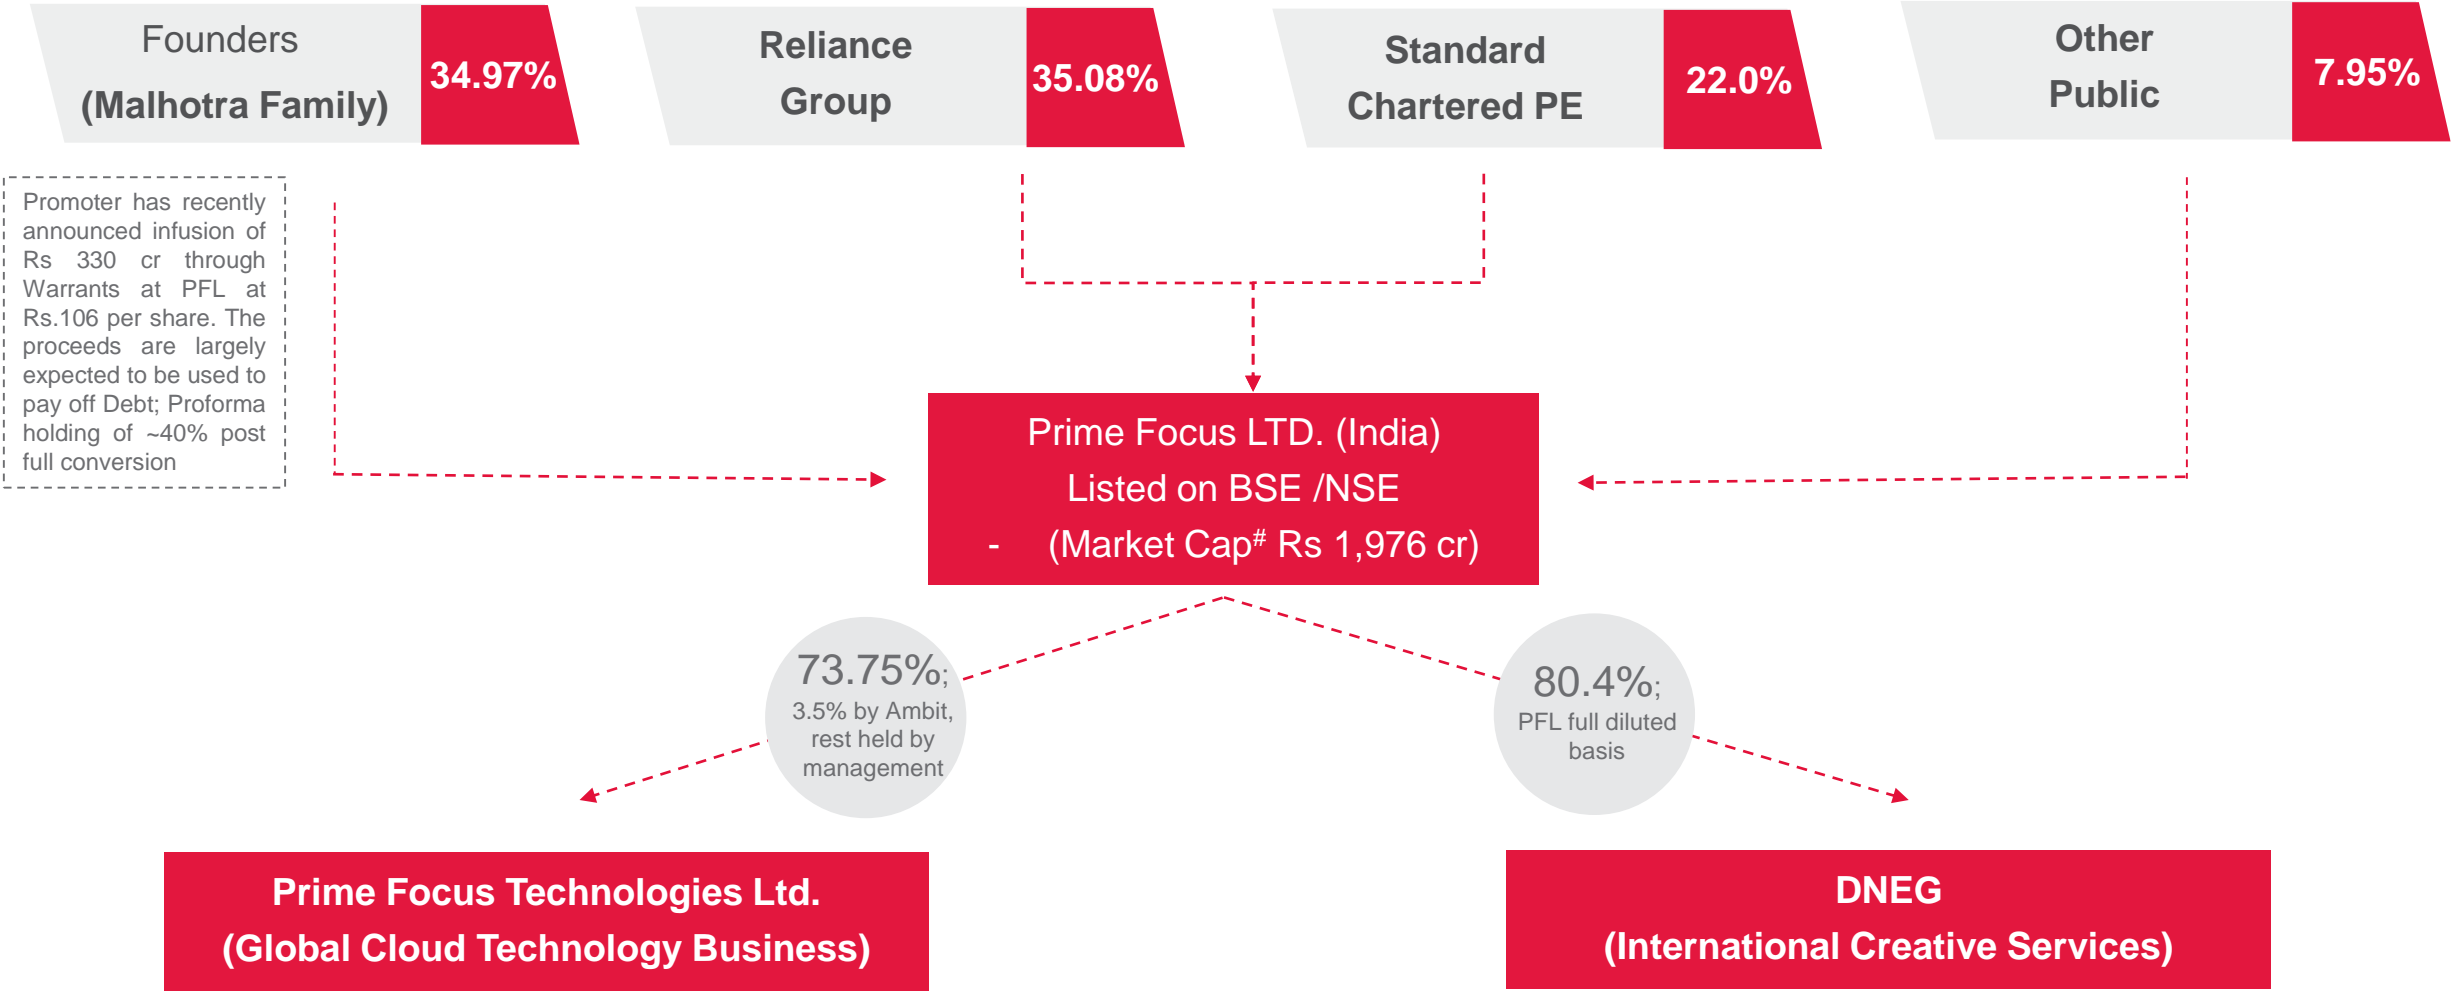 Founders
(Malhotra Family)
34.97%
Reliance
Group
35.08%
Standard
Chartered PE
22.0%
Other
Public
7.95%
Promoter has recently
announced infusion of
Rs 330 cr through
Warrants at PFL at
Rs.106 per share. The
proceeds are largely
expected to be used to
pay off Debt; Proforma
holding of ~40% post
full conversion
Prime Focus LTD. (India)
Listed on BSE /NSE
- (Market Cap# Rs 1,976 cr)
73.75%;
3.5% by Ambit,
rest held by
management
80.4%;
PFL full diluted
basis
Prime Focus Technologies Ltd.
(Global Cloud Technology Business)
DNEG
(International Creative Services)